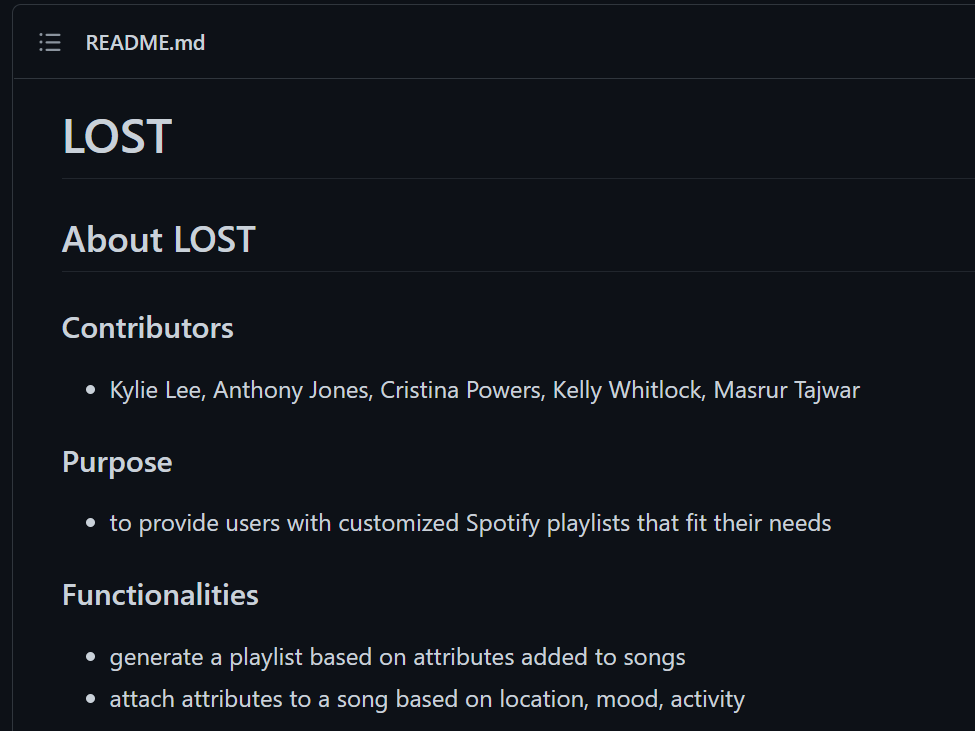 README.md
LOST
About LOST
Contributors
Kylie Lee, Anthony Jones, Cristina Powers, Kelly Whitlock, Masrur Tajwar
Purpose
to provide users with customized Spotify playlists that fit their needs
Functionalities
generate a playlist based on attributes added to songs
attach attributes to a song based on location, mood, activity